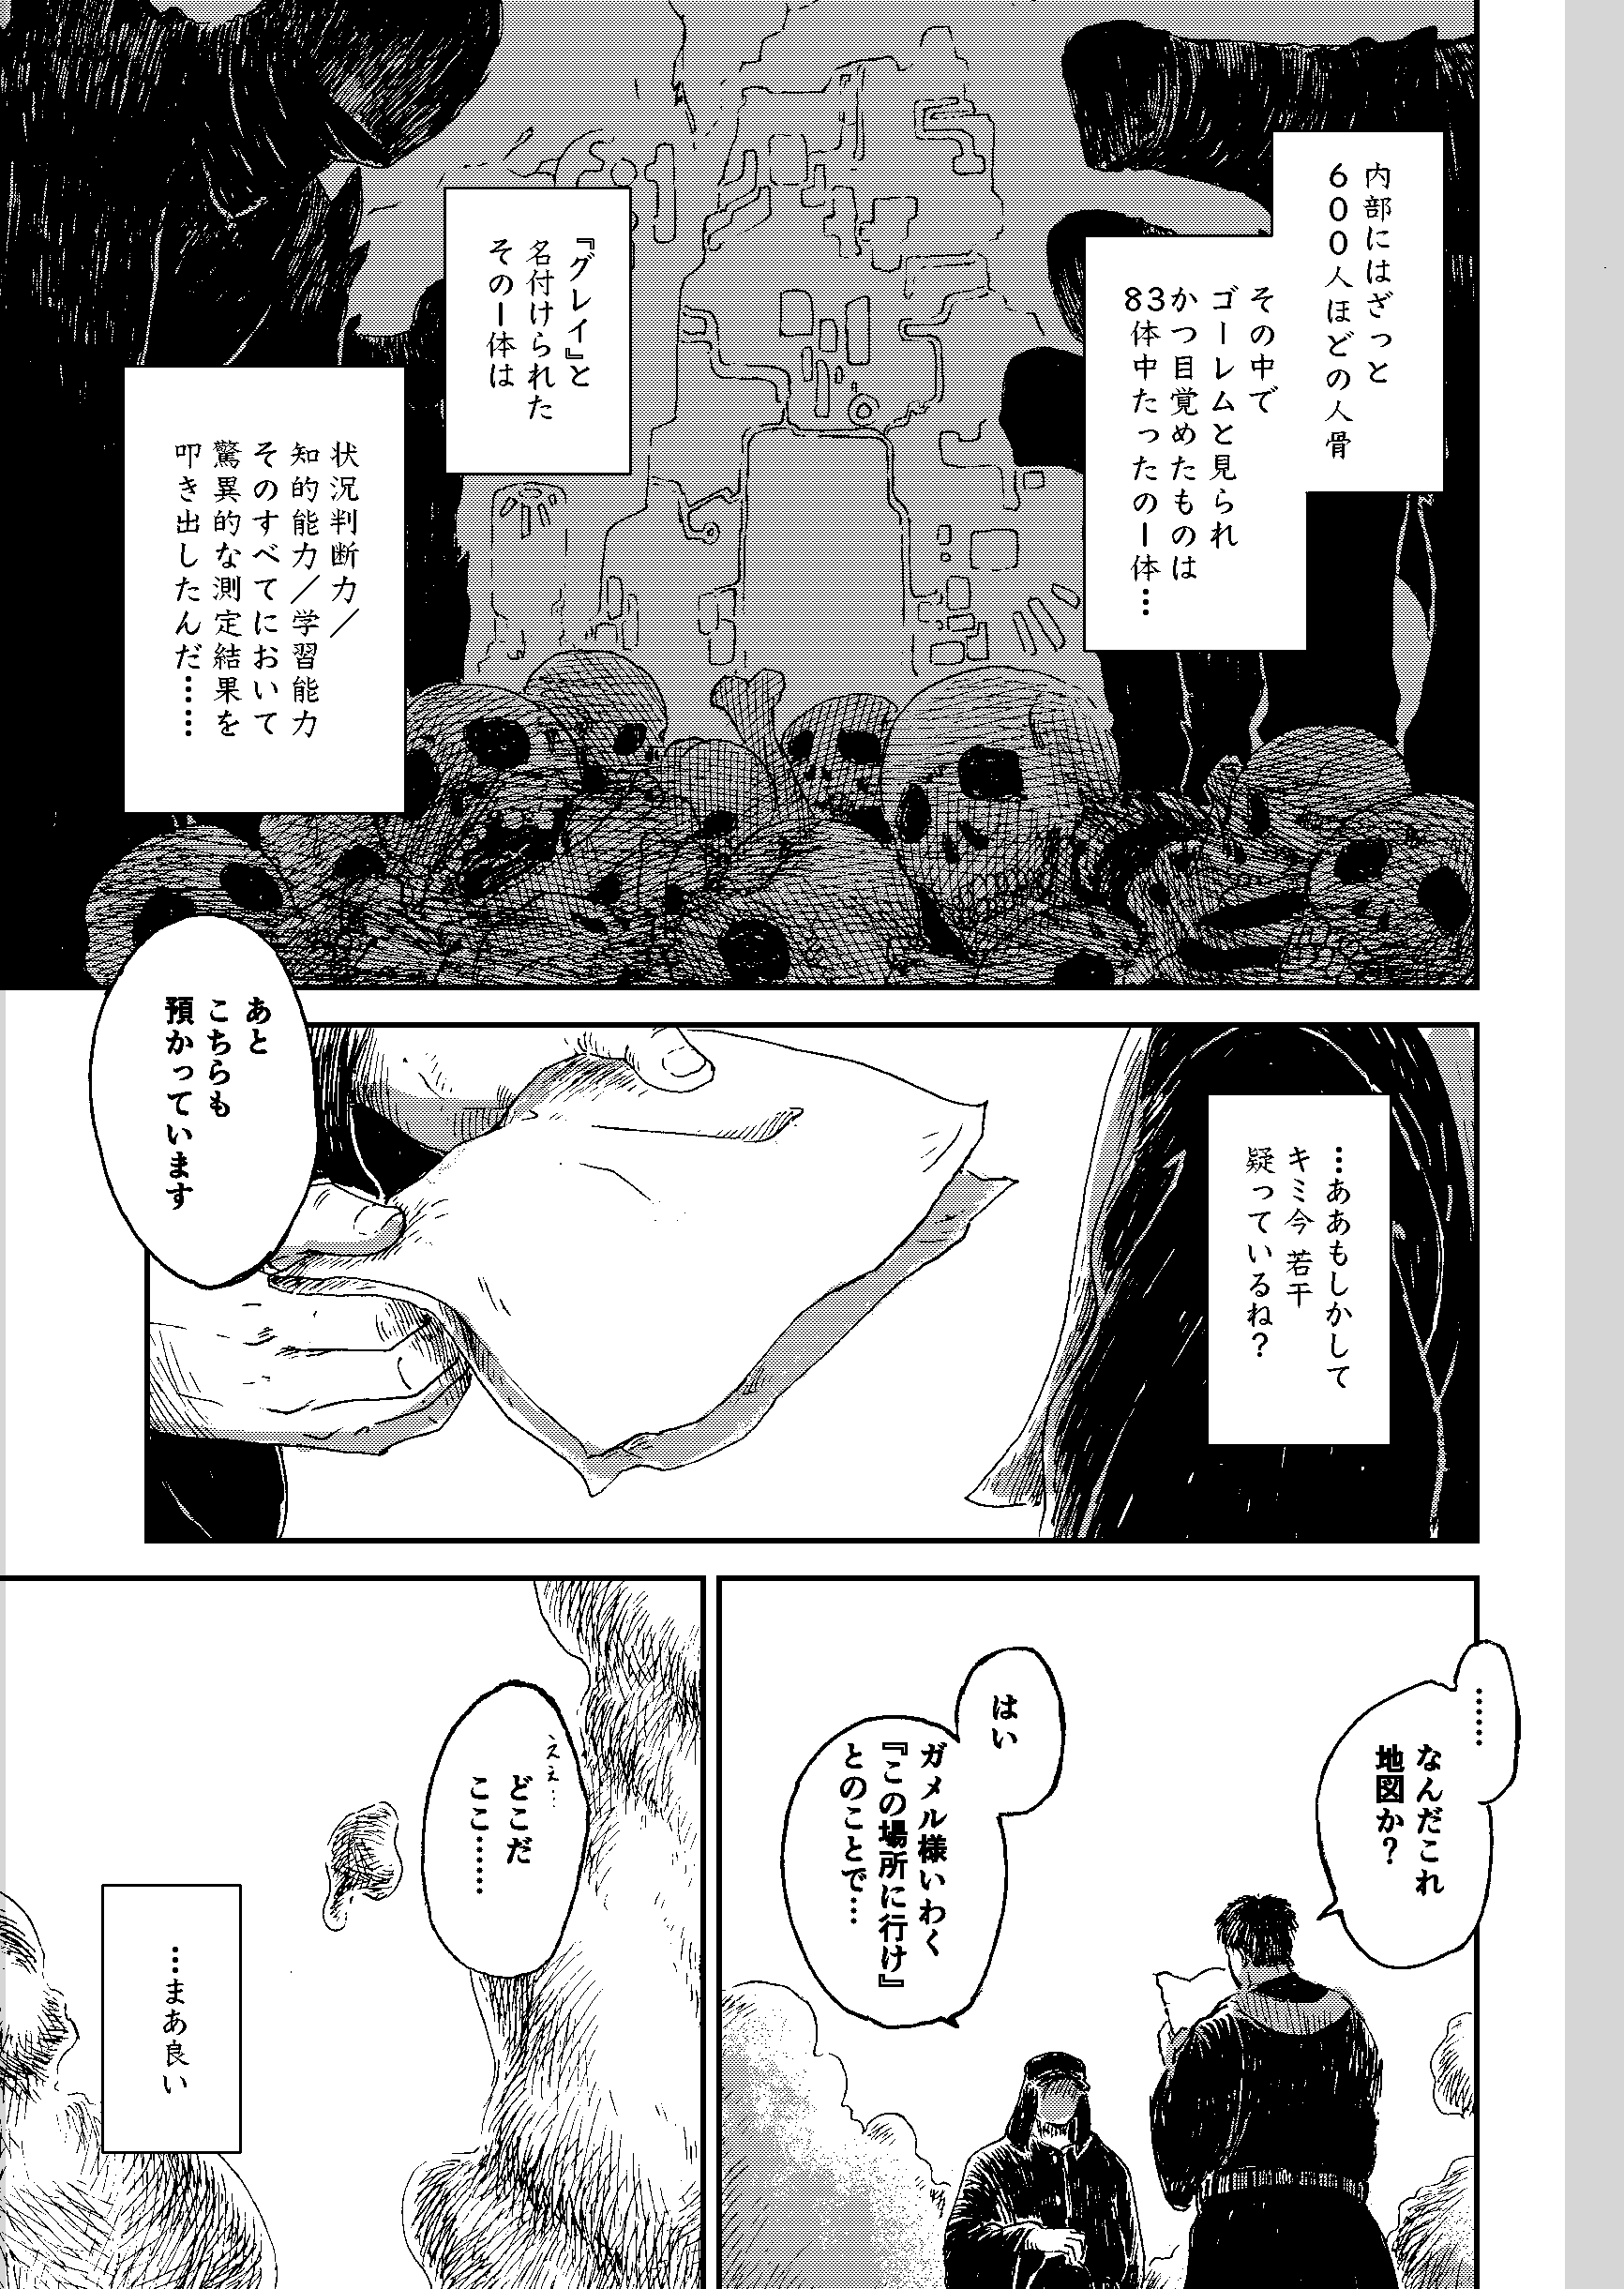 内部にはざっと
600人ほどの人骨
その中で
ゴーレムと見られ
かつ目覚めたものは
83体中たったの一体…
『グレイ』と
名付けられた
その一体は
状況判断力／
知的能力／学習能力
そのすべてにおいて
驚異的な測定結果を
叩き出したんだ……
…ああもしかして
キミ今 若干
疑っているね？
あと
こちらも
預かっています
……
なんだこれ
地図か？
はい
ガメル様いわく
『この場所に行け』
とのことで…
ええ…
どこだ
ここ……
…まあ良い